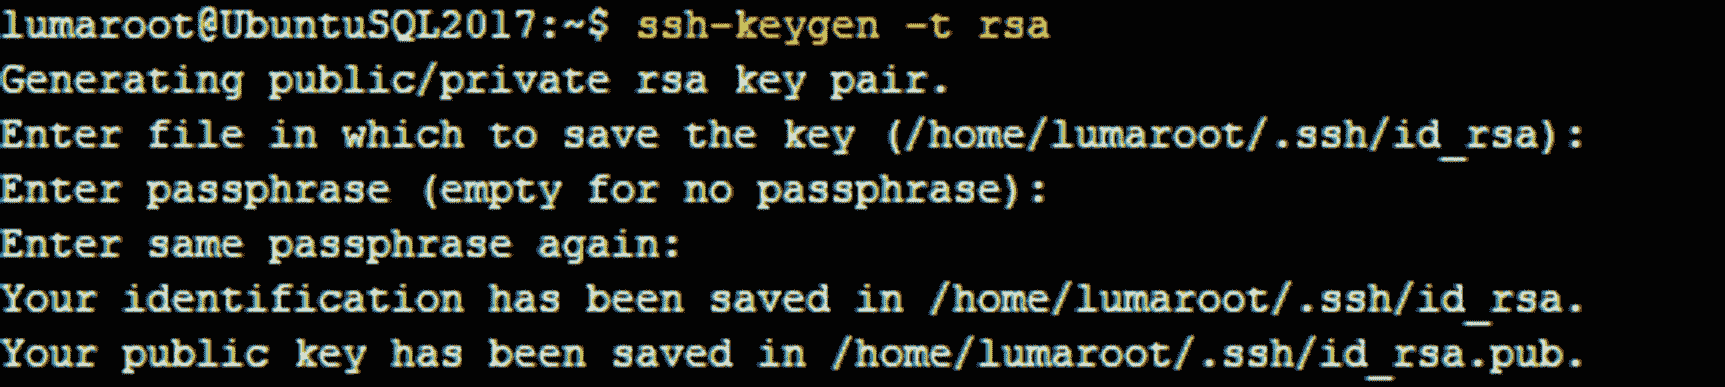 lumaroot@UbuntuSQL2017:~$ ssh-keygen -t rsa
Generating public/private rsa key pair.
Enter file in which to save the key (/home/lumaroot/.ssh/id_rsa):
Enter passphrase (empty for no passphrase):
Enter same passphrase again:
Your identification has been saved in /home/lumaroot/.ssh/id_rsa.
Your public key has been saved in /home/lumaroot/.ssh/id_rsa.pub.